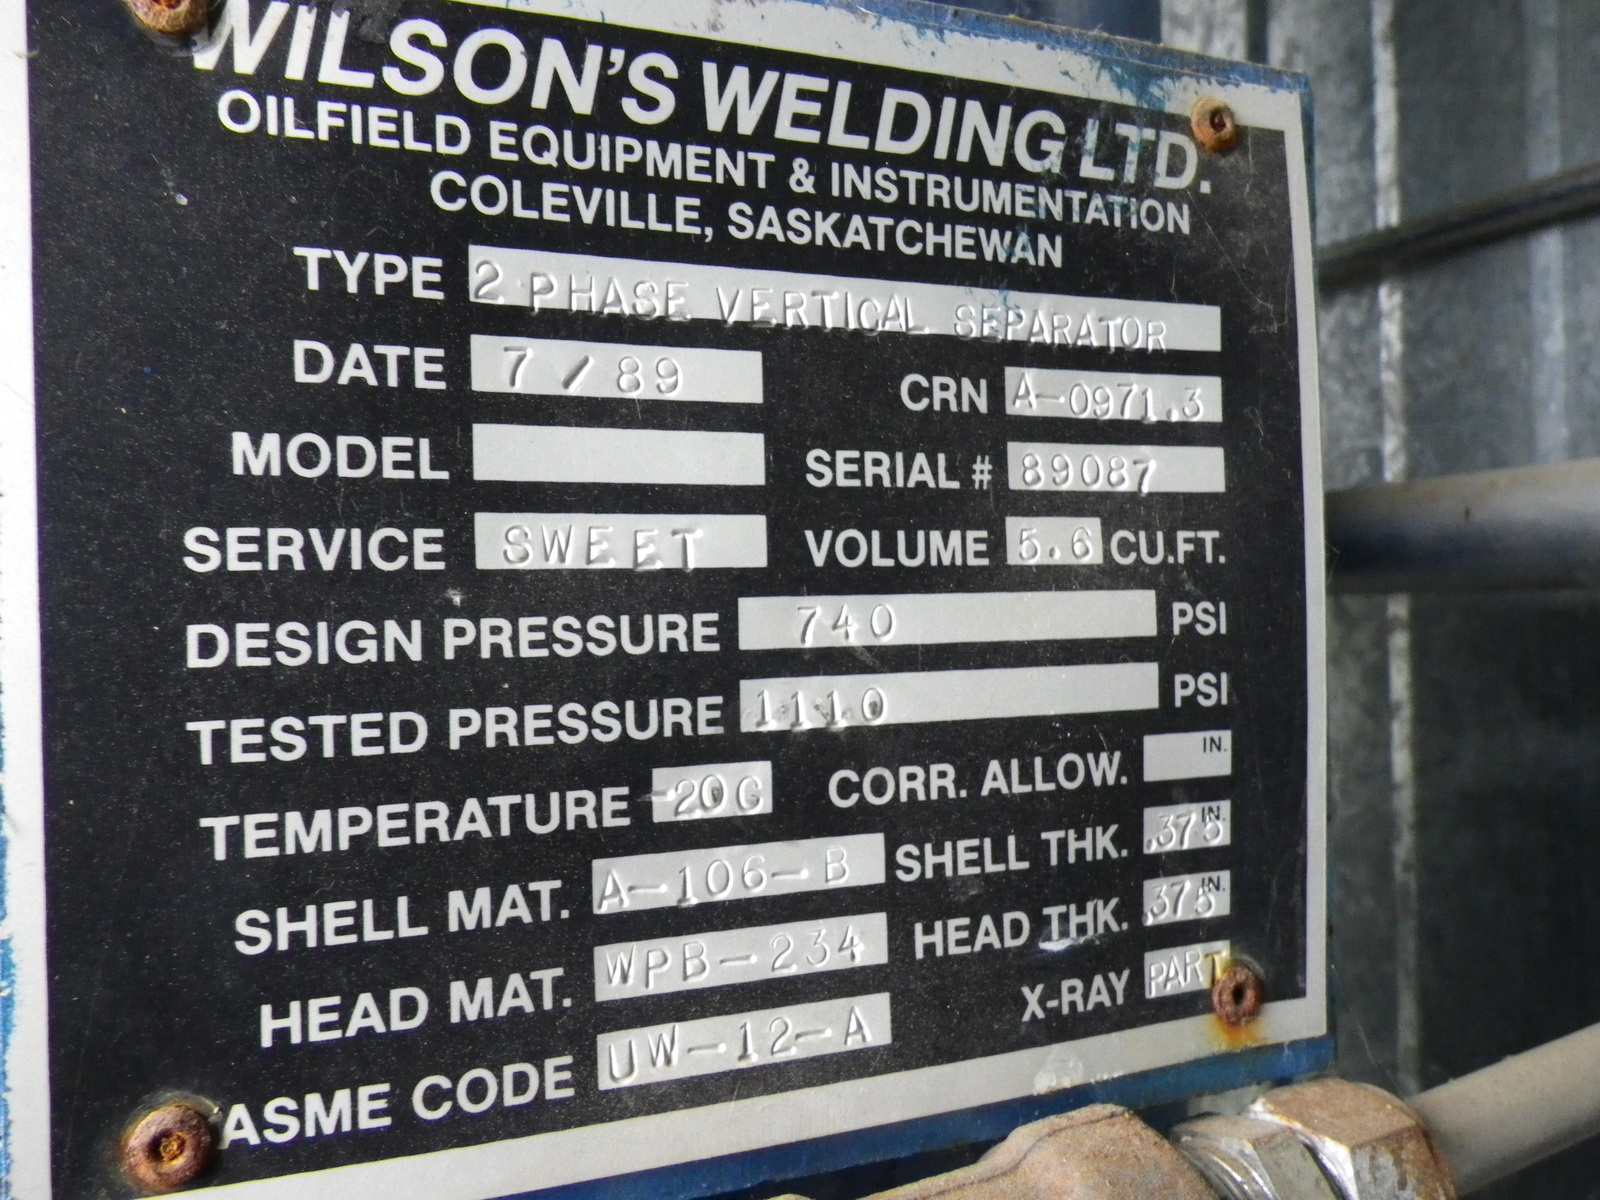 WILSON'S WELDING LTD.
OILFIELD EQUIPMENT & INSTRUMENTATION
COLEVILLE, SASKATCHEWAN
TYPE 2 PHASE VERTICAL SEPARATOR
DATE 7/89 CRN A-0971.3
MODEL SERIAL # 89087
SERVICE SWEET VOLUME 5.6 CU.FT.
DESIGN PRESSURE 740 PSI
TESTED PRESSURE 1110 PSI
TEMPERATURE -20C CORR. ALLOW. IN.
SHELL MAT. A-106-B SHELL THK. .375 IN.
HEAD MAT. WPB-234 HEAD THK. .375 IN.
ASME CODE UW-12-A X-RAY PART